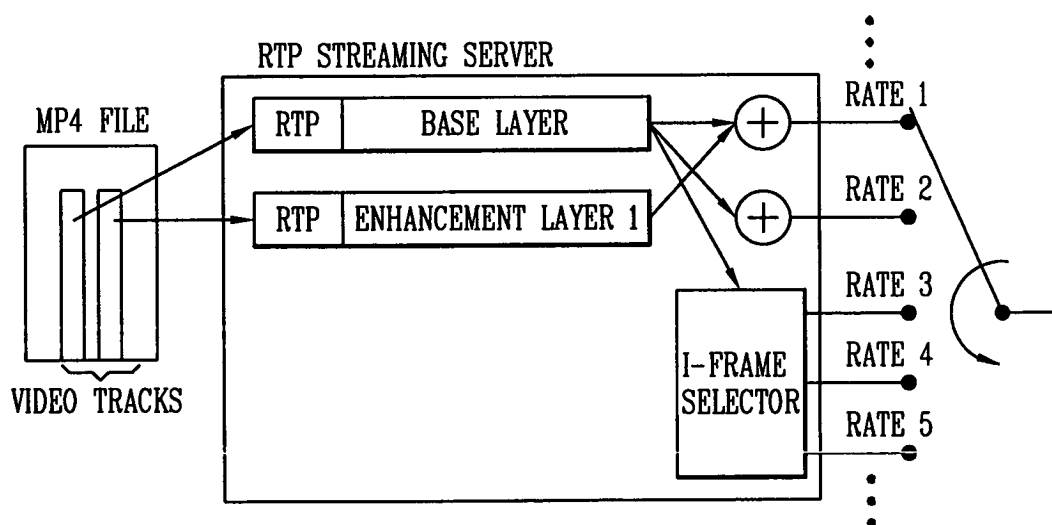 RTP STREAMING SERVER
MP4 FILE
RTP
BASE LAYER
RTP
ENHANCEMENT LAYER 1
+
+
I-FRAME
SELECTOR
VIDEO TRACKS
RATE 1
RATE 2
RATE 3
RATE 4
RATE 5